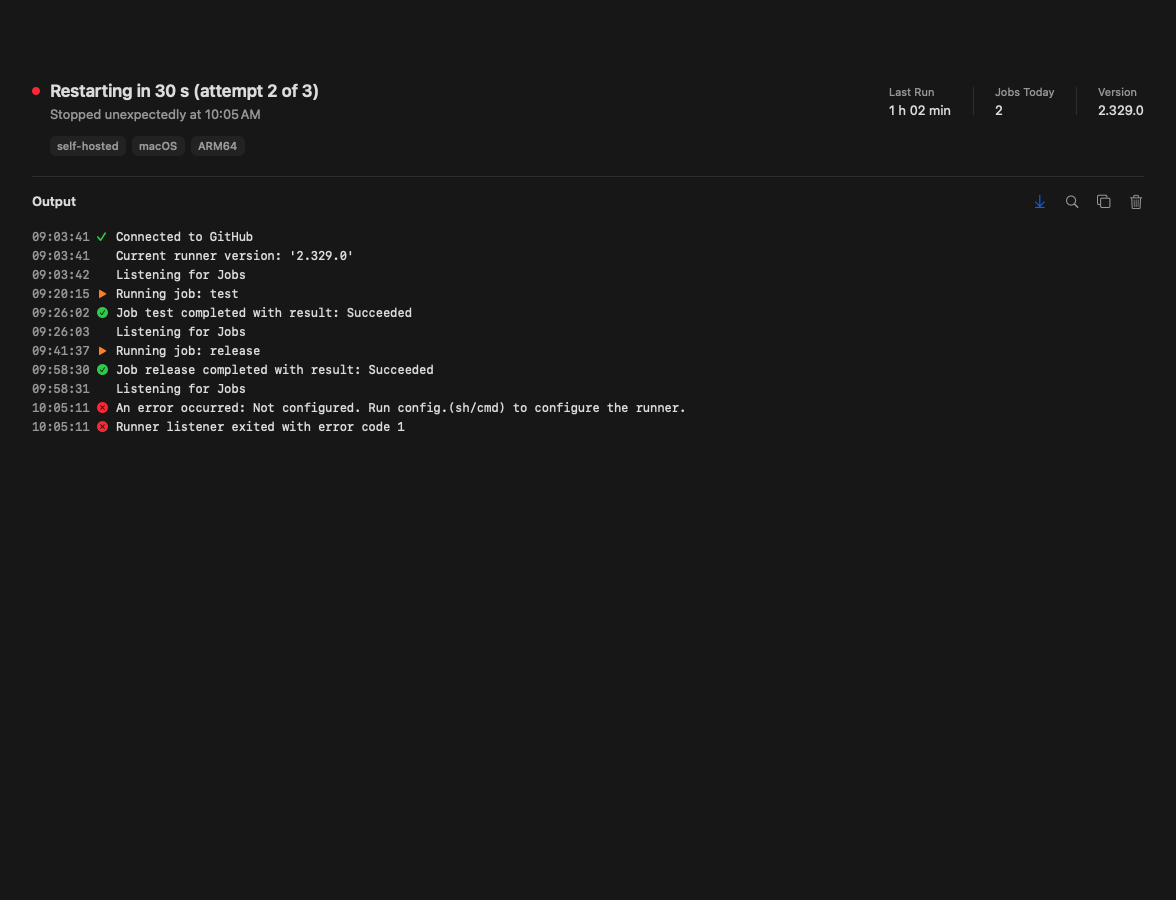 Restarting in 30 s (attempt 2 of 3)
Stopped unexpectedly at 10:05 AM
self-hosted macOS ARM64
Last Run
1 h 02 min
Jobs Today
2
Version
2.329.0
Output
09:03:41 Connected to GitHub
09:03:41 Current runner version: '2.329.0'
09:03:42 Listening for Jobs
09:20:15 Running job: test
09:26:02 Job test completed with result: Succeeded
09:26:03 Listening for Jobs
09:41:37 Running job: release
09:58:30 Job release completed with result: Succeeded
09:58:31 Listening for Jobs
10:05:11 An error occurred: Not configured. Run config.(sh/cmd) to configure the runner.
10:05:11 Runner listener exited with error code 1